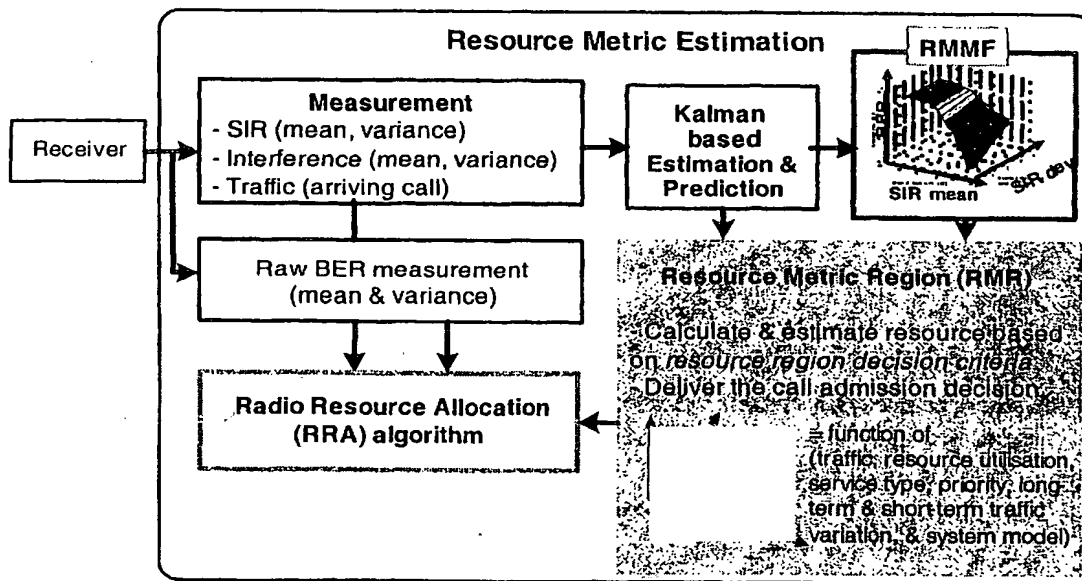 Resource Metric Estimation
RMMF
Receiver
Measurement
- SIR (mean, variance)
- Interference (mean, variance)
- Traffic (arriving call)
Kalman
based
Estimation &
Prediction
SIR mean
SIR dev
Raw BER measurement
(mean & variance)
Radio Resource Allocation
(RRA) algorithm
Resource Metric Region (RMR)
- Calculate & estimate resource based
on resource region decision criteria
- Deliver the call admission decision
= function of
(traffic, resource utilisation,
service type, priority, long-
term & short-term traffic
variation, & system model)